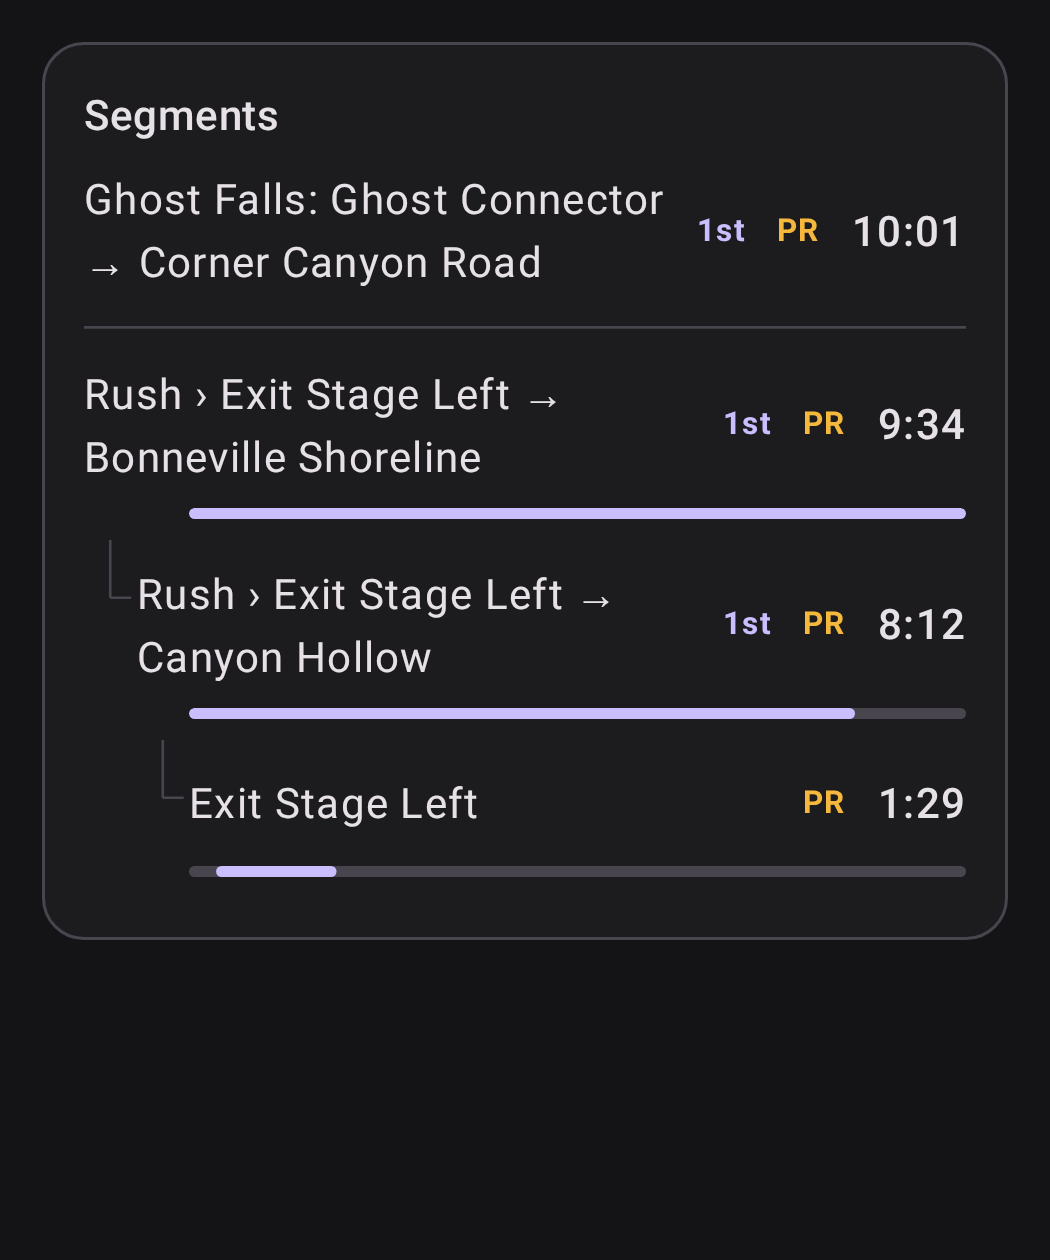 Segments
Ghost Falls: Ghost Connector
→ Corner Canyon Road
1st PR 10:01
Rush › Exit Stage Left →
Bonneville Shoreline
1st PR 9:34
Rush › Exit Stage Left →
Canyon Hollow
1st PR 8:12
Exit Stage Left
PR 1:29